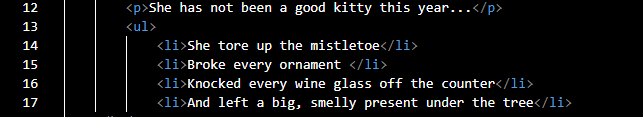 12 <p>She has not been a good kitty this year...</p>
13 <ul>
14 <li>She tore up the mistletoe</li>
15 <li>Broke every ornament </li>
16 <li>Knocked every wine glass off the counter</li>
17 <li>And left a big, smelly present under the tree</li>